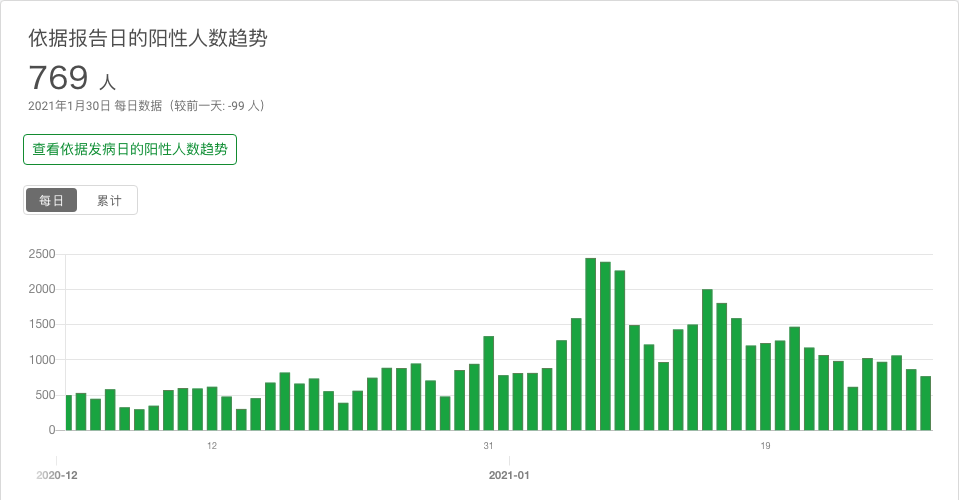 依据报告日的阳性人数趋势
769 人
2021年1月30日 每日数据（较前一天: -99 人）
查看依据发病日的阳性人数趋势
每日 累计
2500
2000
1500
1000
500
0
12 31 19
2020-12 2021-01